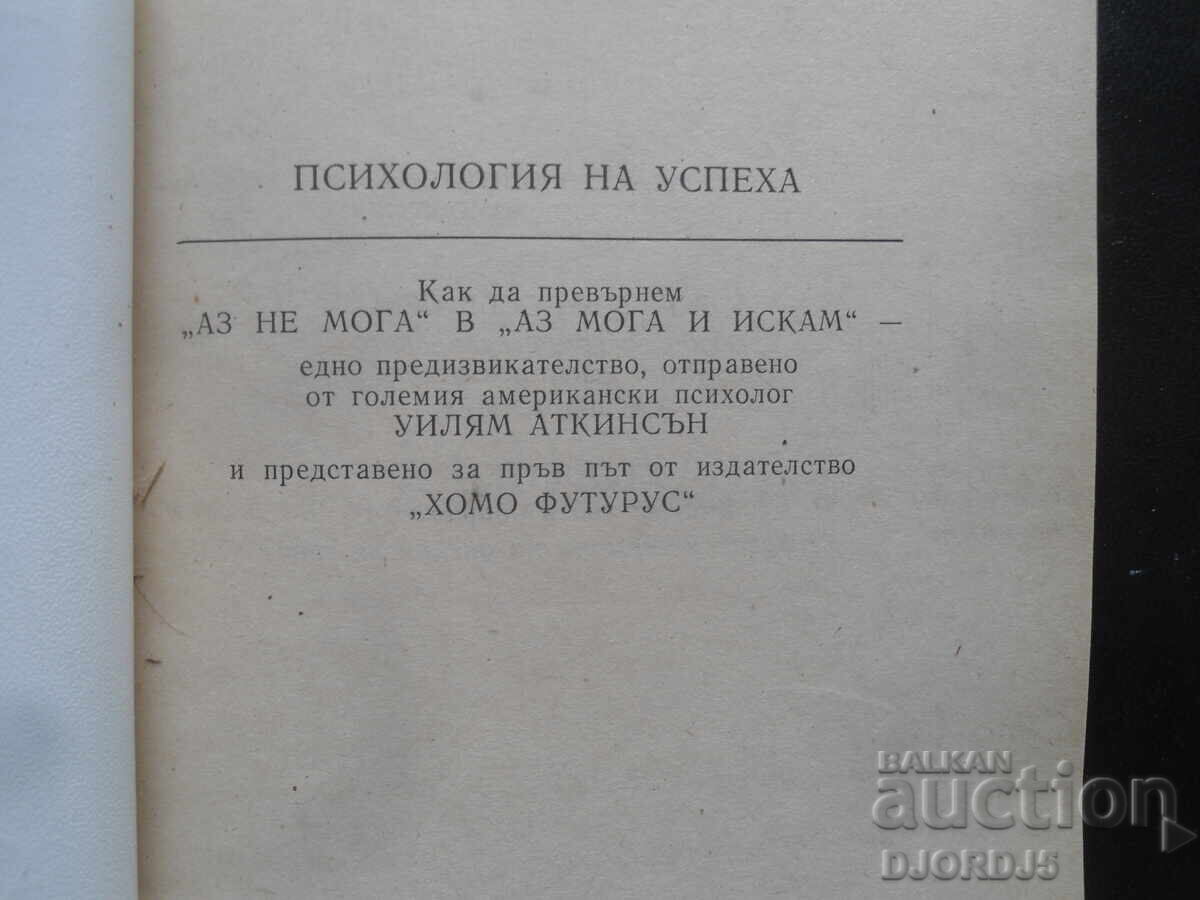 ПСИХОЛОГИЯ НА УСПЕХА
Как да превърнем
„АЗ НЕ МОГА“ В „АЗ МОГА И ИСКАМ“ —
едно предизвикателство, отправено
от големия американски психолог
УИЛЯМ АТКИНСЪН
и представено за пръв път от издателство
„ХОМО ФУТУРУС“
BALKAN
auction
DJORDJ5